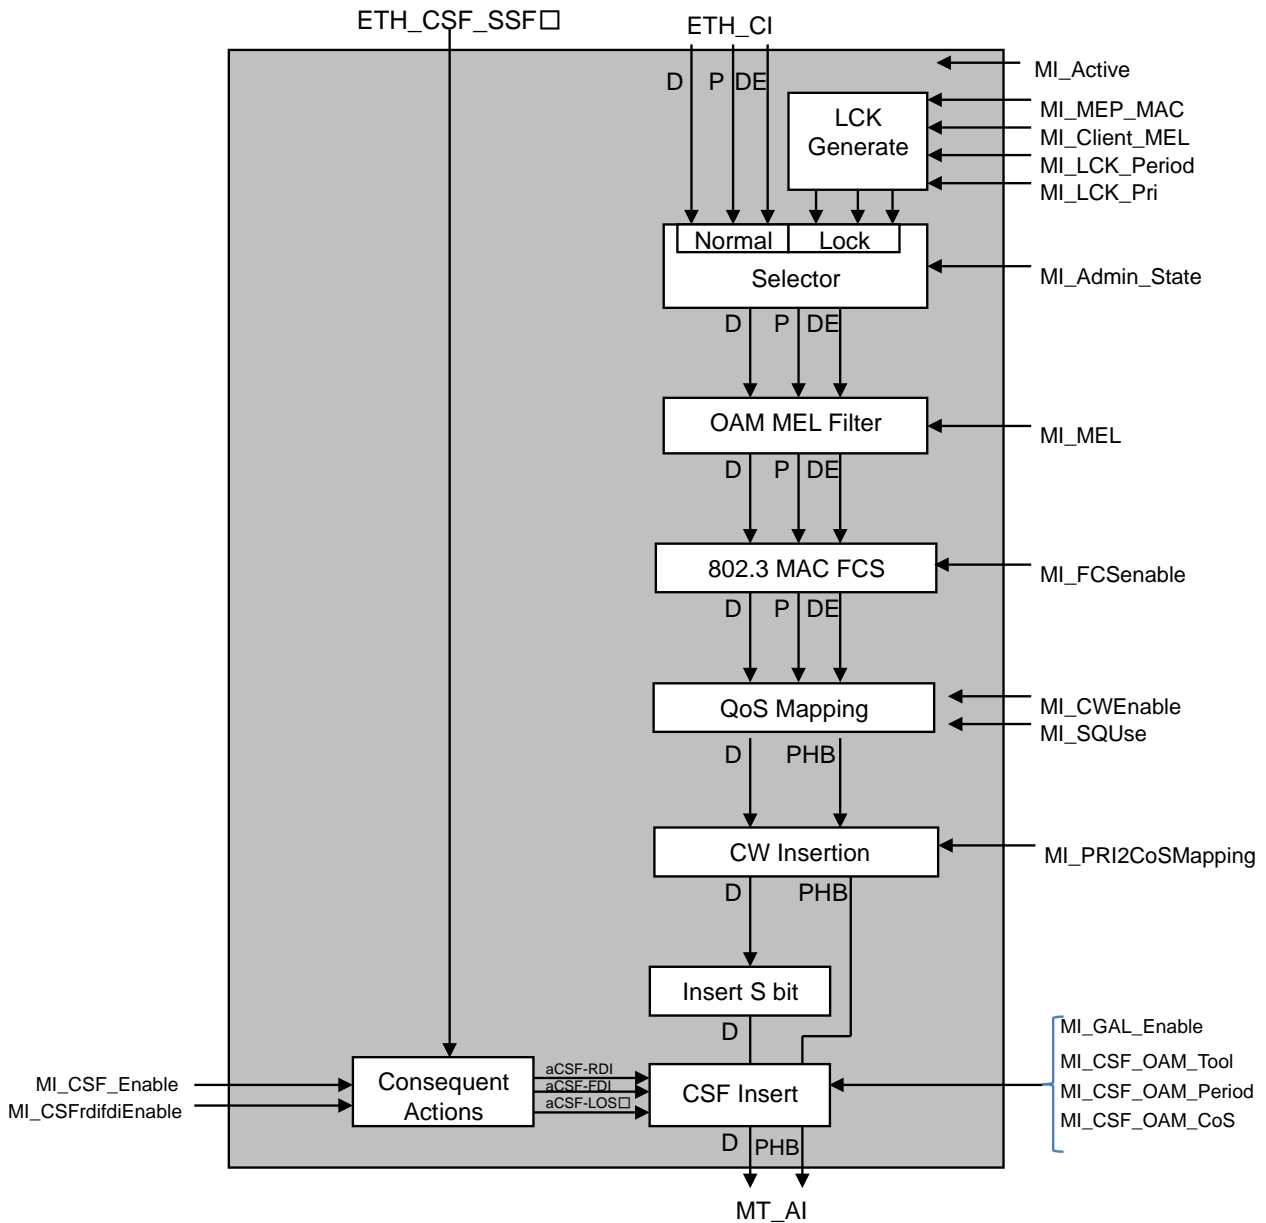 ETH_CSF_SSF□
ETH_CI
D P DE
MI_Active
LCK
Generate
MI_MEP_MAC
MI_Client_MEL
MI_LCK_Period
MI_LCK_Pri
Normal Lock
Selector
MI_Admin_State
D P DE
OAM MEL Filter
MI_MEL
D P DE
802.3 MAC FCS
MI_FCSenable
D P DE
QoS Mapping
MI_CWEnable
MI_SQUse
D PHB
CW Insertion
MI_PRI2CoSMapping
D PHB
Insert S bit
D
MI_GAL_Enable
MI_CSF_OAM_Tool
MI_CSF_OAM_Period
MI_CSF_OAM_CoS
MI_CSF_Enable
MI_CSFrdifdiEnable
Consequent
Actions
aCSF-RDI
aCSF-FDI
aCSF-LOS□
CSF Insert
D PHB
MT_AI